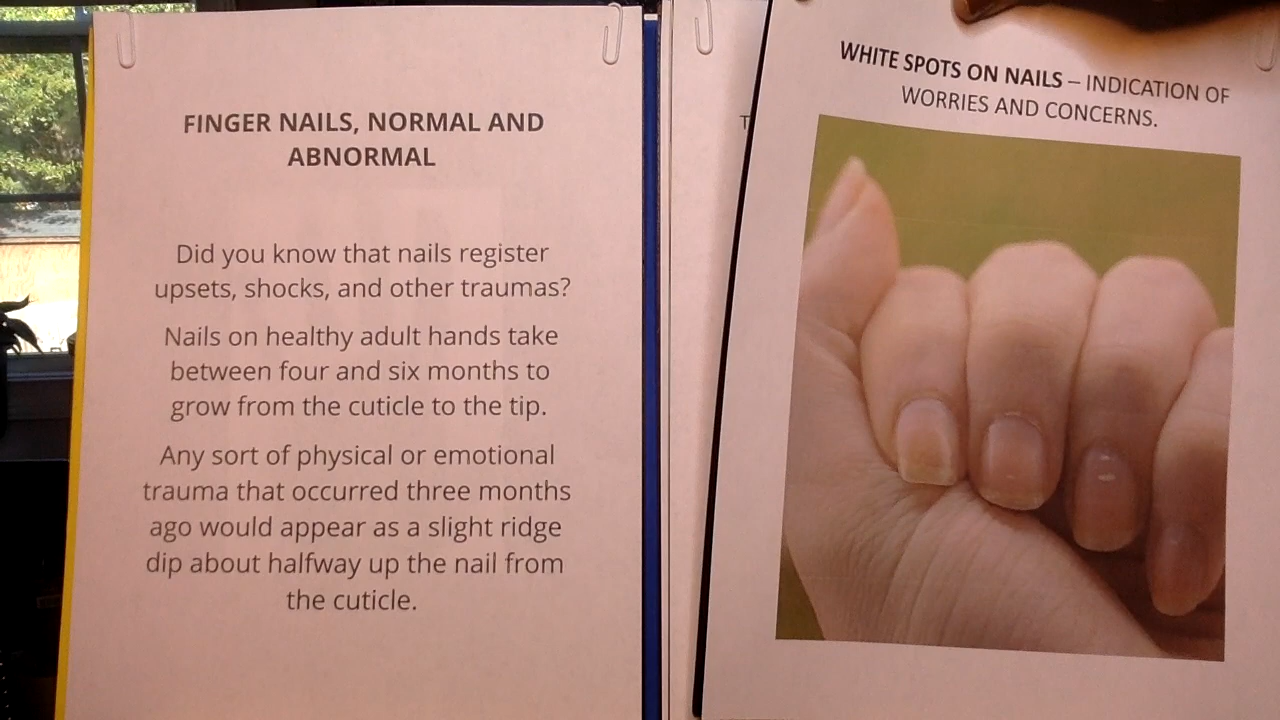 FINGER NAILS, NORMAL AND
ABNORMAL
Did you know that nails register
upsets, shocks, and other traumas?
Nails on healthy adult hands take
between four and six months to
grow from the cuticle to the tip.
Any sort of physical or emotional
trauma that occurred three months
ago would appear as a slight ridge
dip about halfway up the nail from
the cuticle.
T
WHITE SPOTS ON NAILS – INDICATION OF
WORRIES AND CONCERNS.